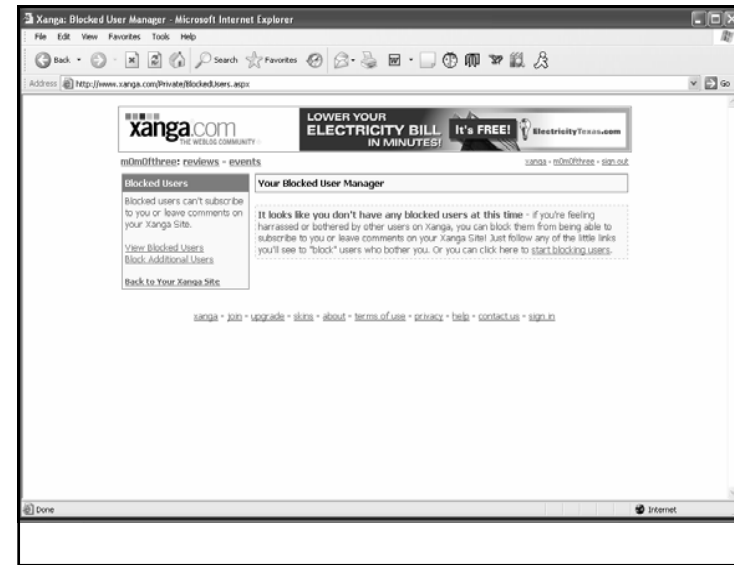 Xanga: Blocked User Manager - Microsoft Internet Explorer
File Edit View Favorites Tools Help
Back Search Favorites
Address http://www.xanga.com/Private/BlockedUsers.aspx Go
xanga.com
THE WEBLOG COMMUNITY
LOWER YOUR
ELECTRICITY BILL
IN MINUTES!
It's FREE!
ElectricityTexas.com
m0m0fthree: reviews - events
xanga - m0m0fthree - sign out
Blocked Users
Blocked users can't subscribe
to you or leave comments on
your Xanga Site.
View Blocked Users
Block Additional Users
Back to Your Xanga Site
Your Blocked User Manager
It looks like you don't have any blocked users at this time - if you're feeling
harrassed or bothered by other users on Xanga, you can block them from being able to
subscribe to you or leave comments on your Xanga Site! Just follow any of the little links
you'll see to "block" users who bother you. Or you can click here to start blocking users.
xanga - join - upgrade - skins - about - terms of use - privacy - help - contact us - sign in
Done Internet